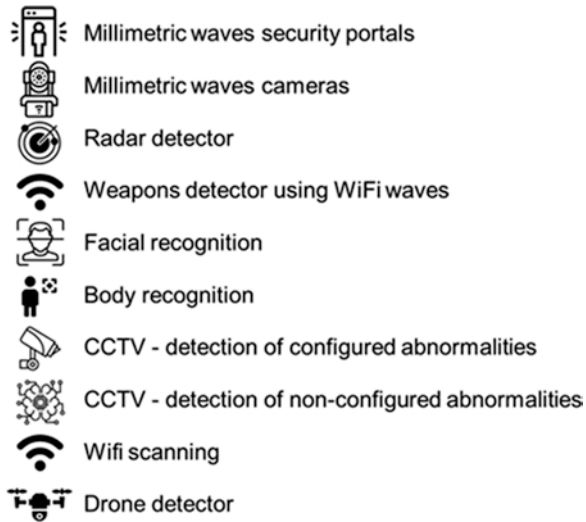 Millimetric waves security portals
Millimetric waves cameras
Radar detector
Weapons detector using WiFi waves
Facial recognition
Body recognition
CCTV - detection of configured abnormalities
CCTV - detection of non-configured abnormalities
Wifi scanning
Drone detector